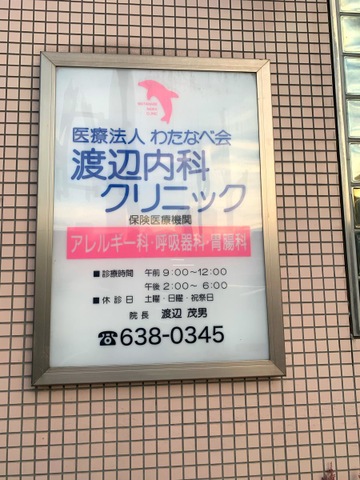 医療法人 わたなべ会
渡辺内科
クリニック
保険医療機関
アレルギー科・呼吸器科・胃腸科
■診療時間 午前 9:00〜12:00
午後 2:00〜 6:00
■休診日 土曜・日曜・祝祭日
院長 渡辺 茂男
☎638-0345